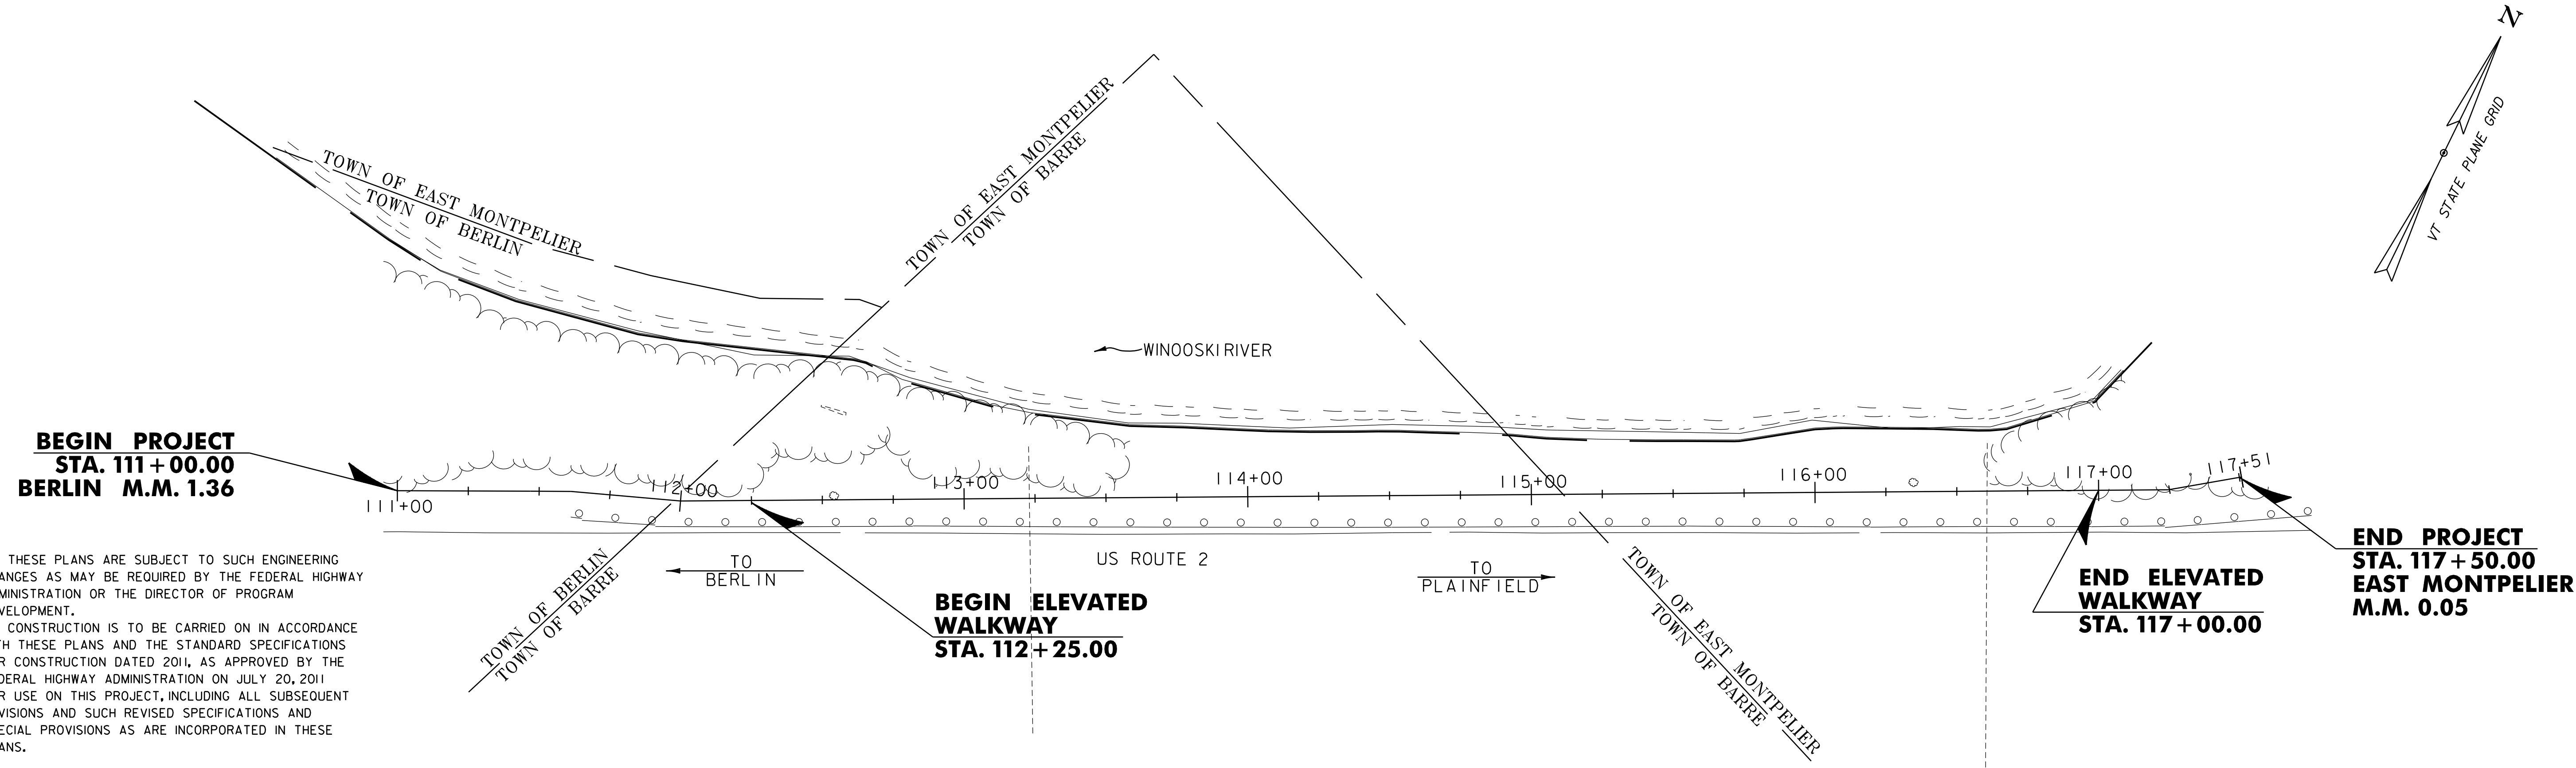 N
VT STATE PLANE GRID
TOWN OF EAST MONTPELIER
TOWN OF BERLIN
TOWN OF EAST MONTPELIER
TOWN OF BARRE
WINOOSKI RIVER
BEGIN PROJECT
STA. 111+00.00
BERLIN M.M. 1.36
111+00
112+00
113+00
114+00
115+00
116+00
117+00
117+51
US ROUTE 2
TO
BERLIN
TO
PLAINFIELD
TOWN OF BERLIN
TOWN OF BARRE
BEGIN ELEVATED
WALKWAY
STA. 112+25.00
TOWN OF EAST MONTPELIER
TOWN OF BARRE
END ELEVATED
WALKWAY
STA. 117+00.00
END PROJECT
STA. 117+50.00
EAST MONTPELIER
M.M. 0.05
THESE PLANS ARE SUBJECT TO SUCH ENGINEERING
ANGES AS MAY BE REQUIRED BY THE FEDERAL HIGHWAY
MINISTRATION OR THE DIRECTOR OF PROGRAM
VELOPMENT.
CONSTRUCTION IS TO BE CARRIED ON IN ACCORDANCE
TH THESE PLANS AND THE STANDARD SPECIFICATIONS
R CONSTRUCTION DATED 2011, AS APPROVED BY THE
DERAL HIGHWAY ADMINISTRATION ON JULY 20, 2011
R USE ON THIS PROJECT, INCLUDING ALL SUBSEQUENT
VISIONS AND SUCH REVISED SPECIFICATIONS AND
ECIAL PROVISIONS AS ARE INCORPORATED IN THESE
ANS.